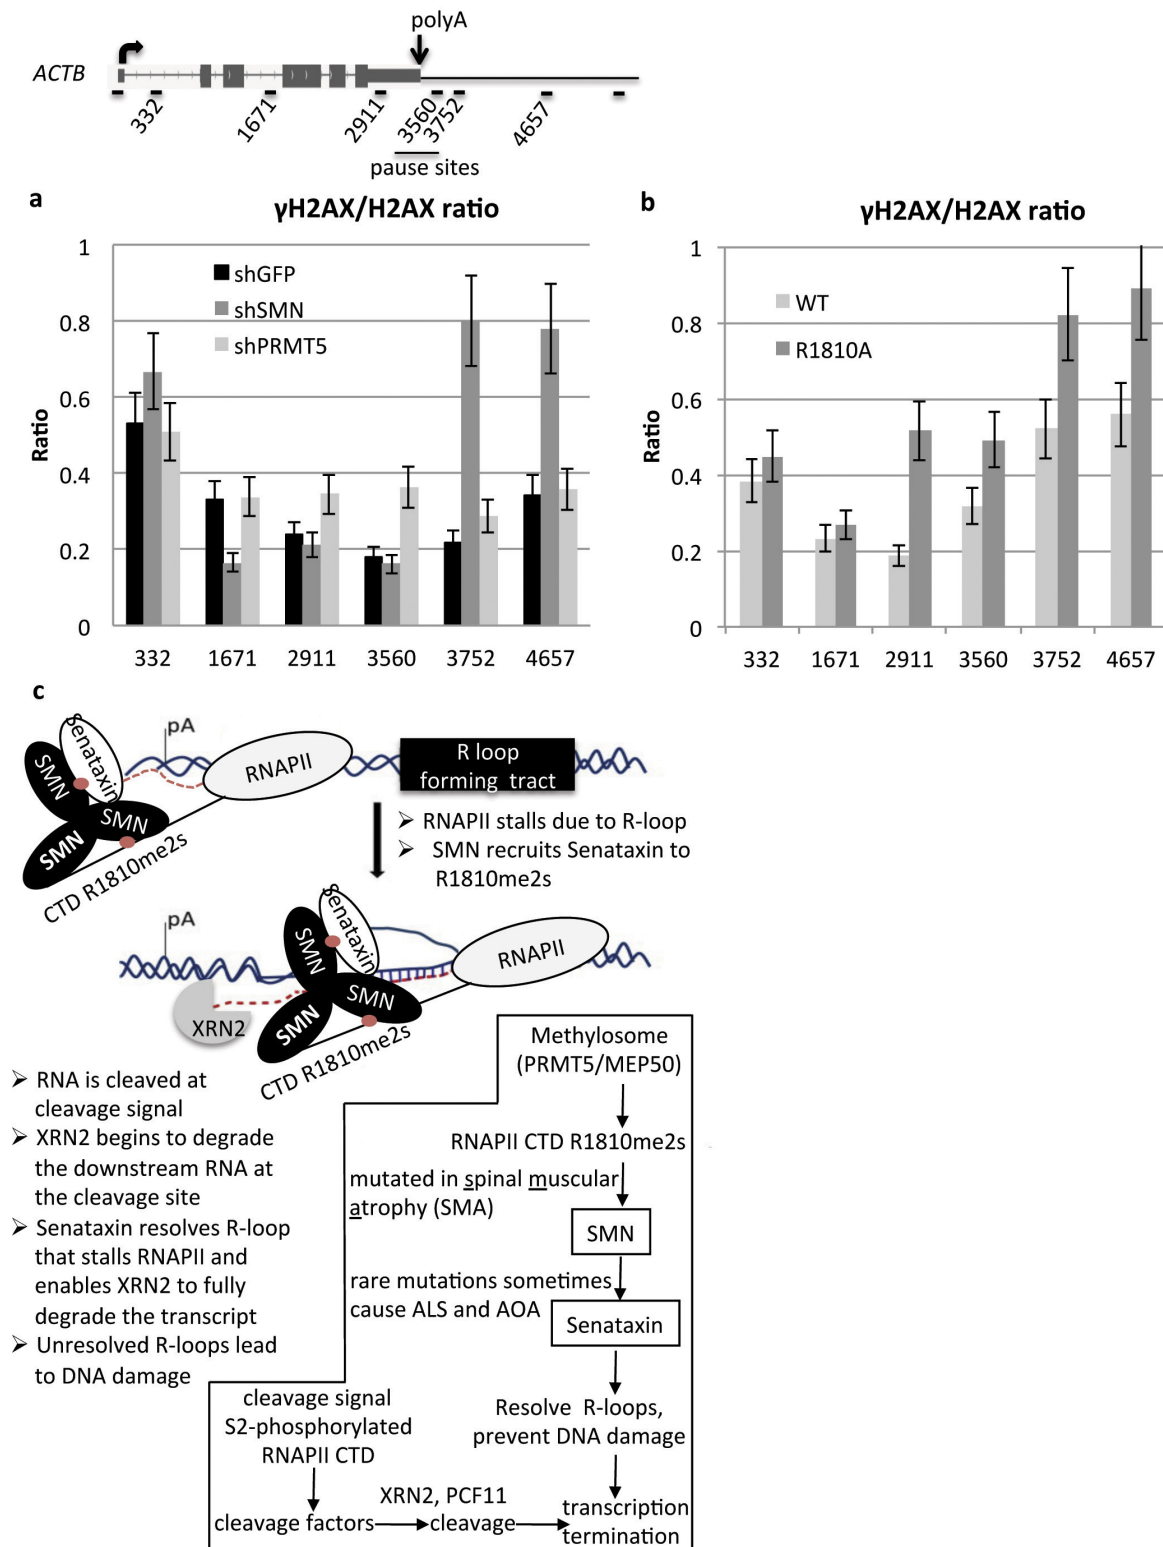 polyA
ACTB
332
1671
2911
3560
3752
4657
pause sites
a
γH2AX/H2AX ratio
1
0.8
0.6
0.4
0.2
0
Ratio
shGFP
shSMN
shPRMT5
332 1671 2911 3560 3752 4657
b
γH2AX/H2AX ratio
1
0.8
0.6
0.4
0.2
0
Ratio
WT
R1810A
332 1671 2911 3560 3752 4657
c
pA
Senataxin
SMN
SMN
SMN
CTD R1810me2s
RNAPII
R loop
forming tract
➢ RNAPII stalls due to R-loop
➢ SMN recruits Senataxin to
R1810me2s
pA
Senataxin
SMN
SMN
SMN
CTD R1810me2s
RNAPII
XRN2
➢ RNA is cleaved at
cleavage signal
➢ XRN2 begins to degrade
the downstream RNA at
the cleavage site
➢ Senataxin resolves R-loop
that stalls RNAPII and
enables XRN2 to fully
degrade the transcript
➢ Unresolved R-loops lead
to DNA damage
Methylosome
(PRMT5/MEP50)
RNAPII CTD R1810me2s
mutated in spinal muscular
atrophy (SMA)
SMN
rare mutations sometimes
cause ALS and AOA
Senataxin
Resolve R-loops,
prevent DNA damage
cleavage signal
S2-phosphorylated
RNAPII CTD
XRN2, PCF11
cleavage factors
cleavage
transcription
termination